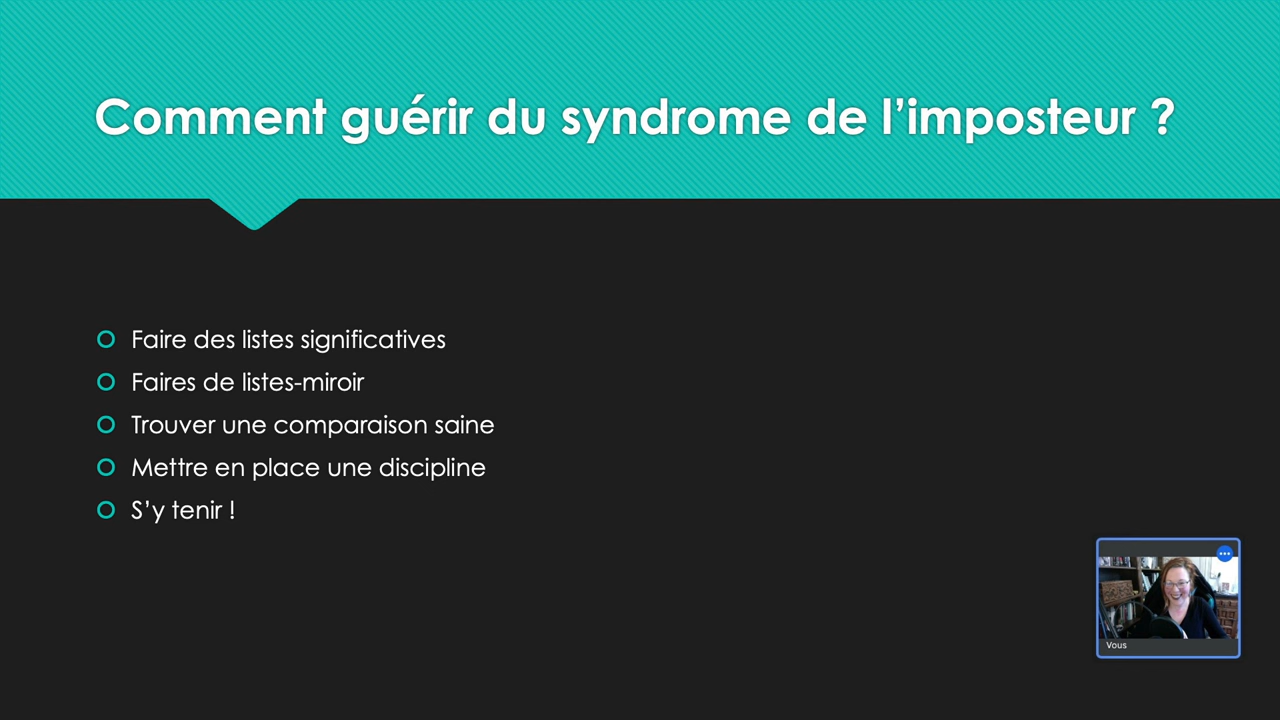 Comment guérir du syndrome de l’imposteur ?
Faire des listes significatives
Faires de listes-miroir
Trouver une comparaison saine
Mettre en place une discipline
S’y tenir !
Vous